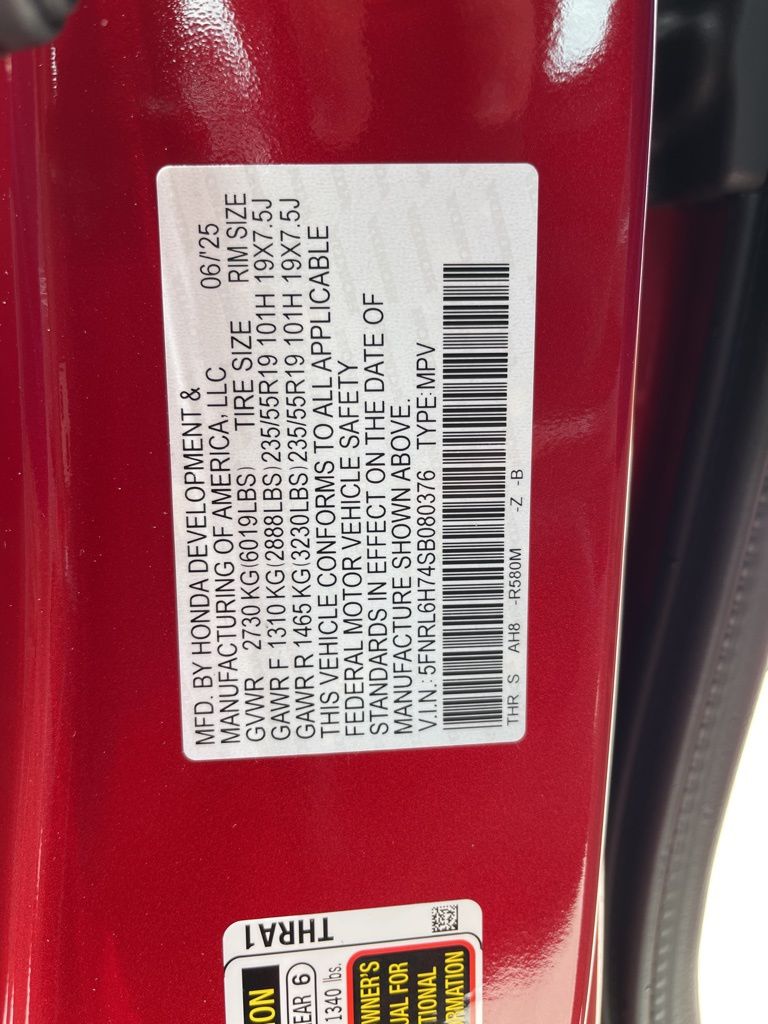 MFD. BY HONDA DEVELOPMENT &
MANUFACTURING OF AMERICA, LLC 06/'25
GVWR 2730 KG(6019LBS) TIRE SIZE RIM SIZE
GAWR F 1310 KG(2888LBS)235/55R19 101H 19X7.5J
GAWR R 1465 KG(3230LBS)235/55R19 101H 19X7.5J
THIS VEHICLE CONFORMS TO ALL APPLICABLE
FEDERAL MOTOR VEHICLE SAFETY
STANDARDS IN EFFECT ON THE DATE OF
MANUFACTURE SHOWN ABOVE.
V.I.N.: 5FNRL6H74SB080376 TYPE:MPV
THR S AH8 -R580M -Z -B
THRA1
ION
EAR 6
1340 lbs.
WNER'S
UAL FOR
TIONAL
RMATION